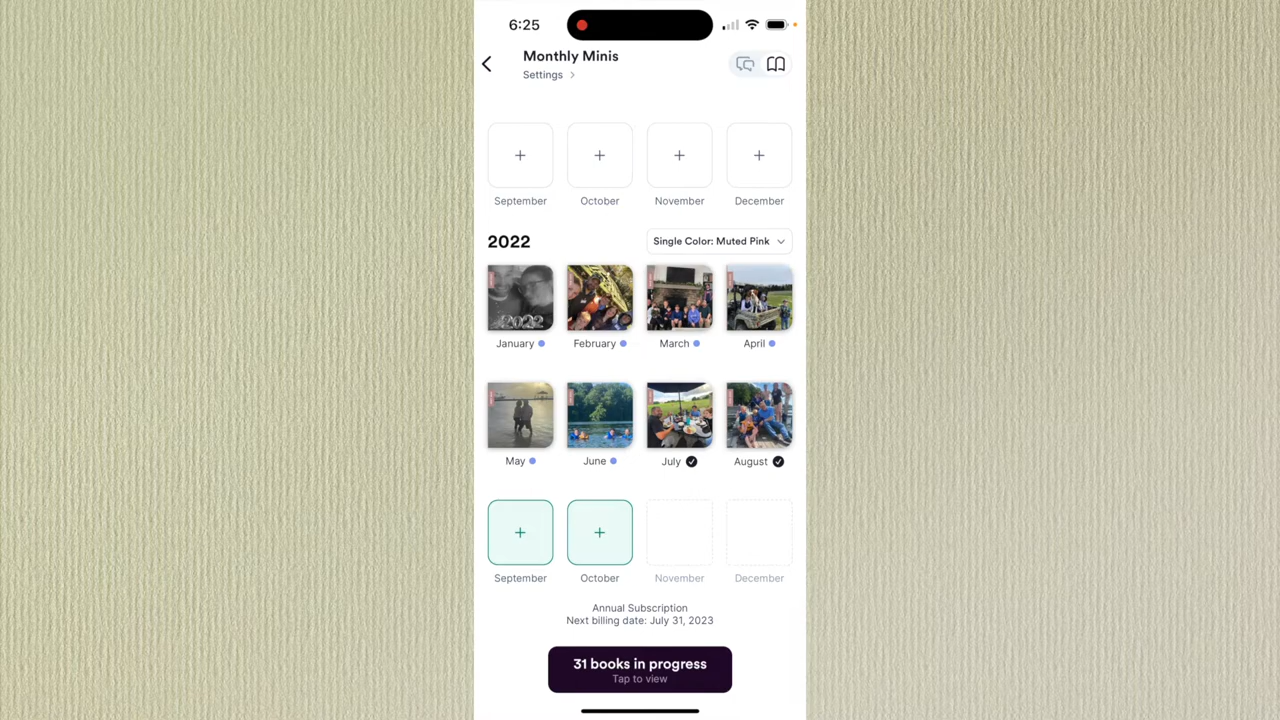 6:25
Monthly Minis
Settings >
September October November December
2022
Single Color: Muted Pink
2022
January February March April
May June July August
September October November December
Annual Subscription
Next billing date: July 31, 2023
31 books in progress
Tap to view